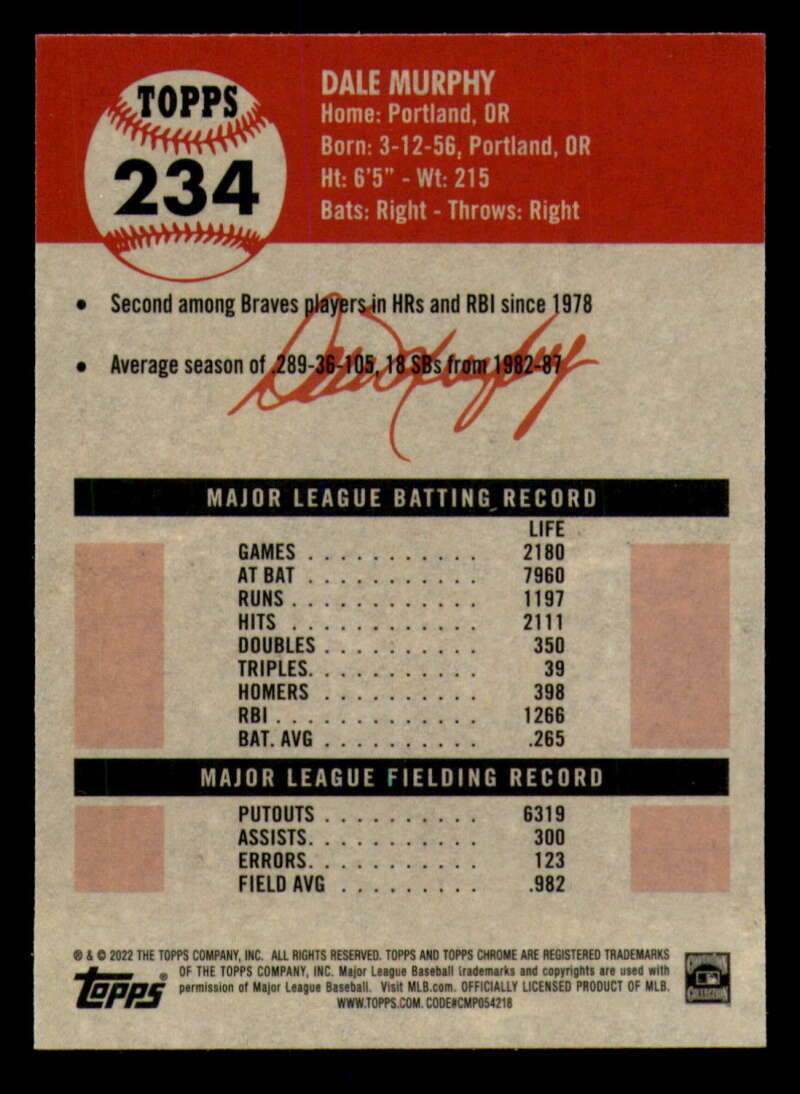 TOPPS
234
DALE MURPHY
Home: Portland, OR
Born: 3-12-56, Portland, OR
Ht: 6'5" - Wt: 215
Bats: Right - Throws: Right
• Second among Braves players in HRs and RBI since 1978
• Average season of .289-36-105, 18 SBs from 1982-87
Dale Murphy
MAJOR LEAGUE BATTING RECORD
LIFE
GAMES . . . . . . . . . . . 2180
AT BAT . . . . . . . . . . . 7960
RUNS . . . . . . . . . . . . 1197
HITS . . . . . . . . . . . . 2111
DOUBLES . . . . . . . . . . 350
TRIPLES. . . . . . . . . . . 39
HOMERS . . . . . . . . . . 398
RBI . . . . . . . . . . . . . 1266
BAT. AVG . . . . . . . . . . .265
MAJOR LEAGUE FIELDING RECORD
PUTOUTS . . . . . . . . . . 6319
ASSISTS. . . . . . . . . . . 300
ERRORS. . . . . . . . . . . 123
FIELD AVG . . . . . . . . . .982
® & © 2022 THE TOPPS COMPANY, INC. ALL RIGHTS RESERVED. TOPPS AND TOPPS CHROME ARE REGISTERED TRADEMARKS
OF THE TOPPS COMPANY, INC. Major League Baseball trademarks and copyrights are used with
permission of Major League Baseball. Visit MLB.com. OFFICIALLY LICENSED PRODUCT OF MLB.
WWW.TOPPS.COM. CODE#CMP054218
Topps®
COOPERSTOWN
COLLECTION